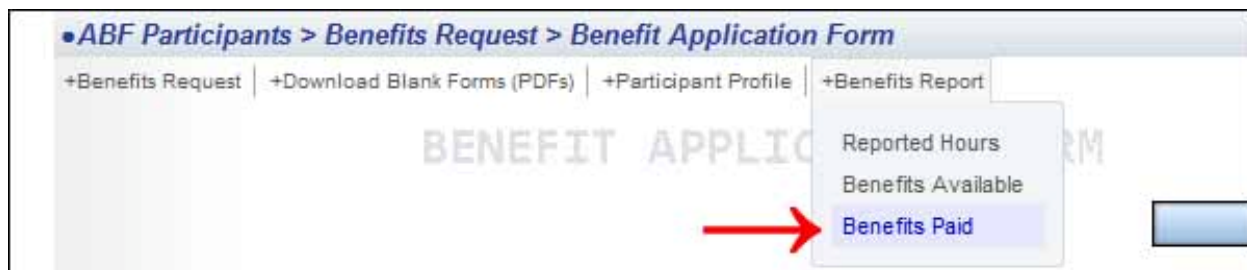 •ABF Participants > Benefits Request > Benefit Application Form
+Benefits Request +Download Blank Forms (PDFs) +Participant Profile +Benefits Report
BENEFIT APPLIC RM
Reported Hours
Benefits Available
Benefits Paid